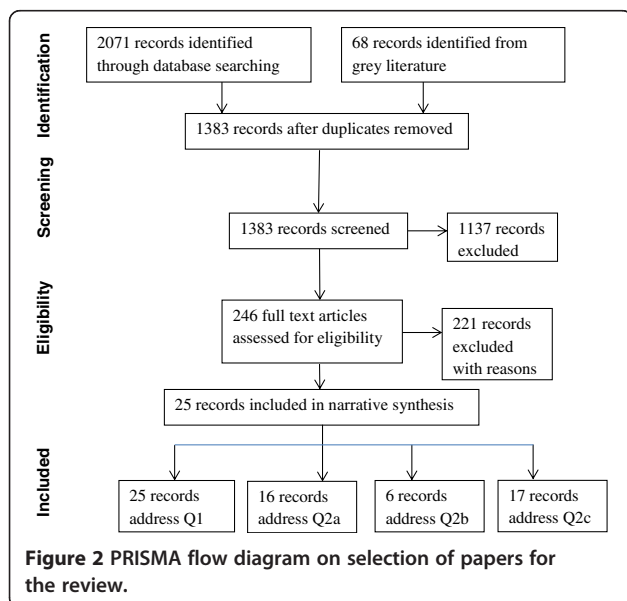 Identification
2071 records identified
through database searching
68 records identified from
grey literature
1383 records after duplicates removed
Screening
1383 records screened
1137 records
excluded
Eligibility
246 full text articles
assessed for eligibility
221 records
excluded
with reasons
25 records included in narrative synthesis
Included
25 records
address Q1
16 records
address Q2a
6 records
address Q2b
17 records
address Q2c
Figure 2 PRISMA flow diagram on selection of papers for
the review.